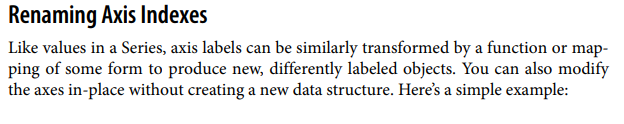 Renaming Axis Indexes
Like values in a Series, axis labels can be similarly transformed by a function or map-
ping of some form to produce new, differently labeled objects. You can also modify
the axes in-place without creating a new data structure. Here’s a simple example: